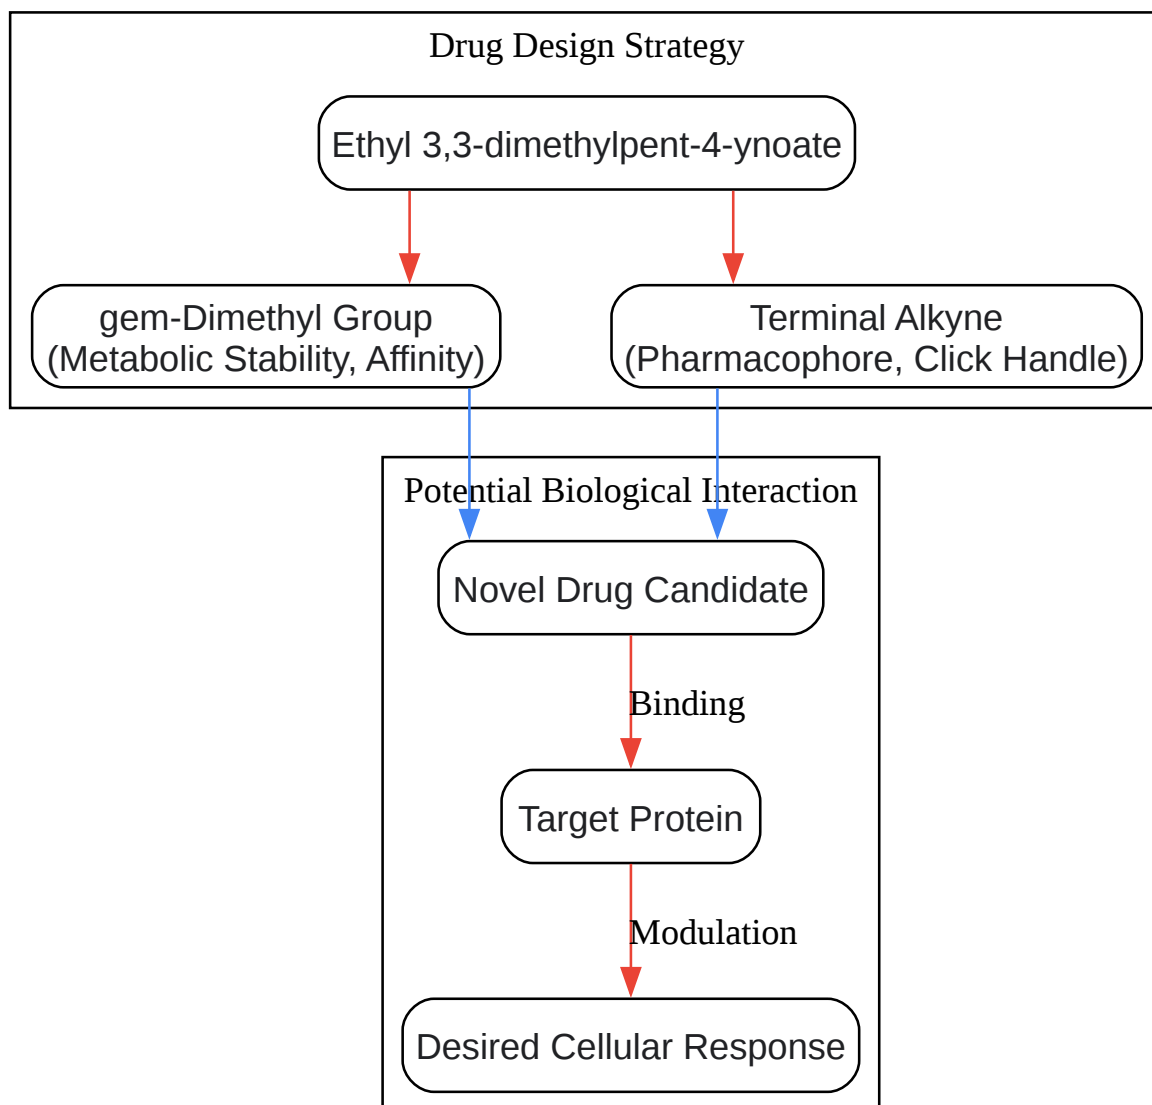 Drug Design Strategy
Ethyl 3,3-dimethylpent-4-ynoate
gem-Dimethyl Group
(Metabolic Stability, Affinity)
Terminal Alkyne
(Pharmacophore, Click Handle)
Potential Biological Interaction
Novel Drug Candidate
Binding
Target Protein
Modulation
Desired Cellular Response